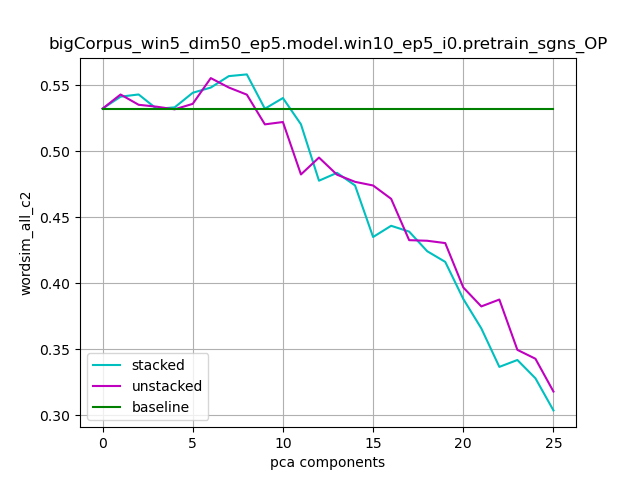 bigCorpus_win5_dim50_ep5.model.win10_ep5_i0.pretrain_sgns_OP
0.55
0.50
0.45
0.40
0.35
0.30
wordsim_all_c2
stacked
unstacked
baseline
0 5 10 15 20 25
pca components